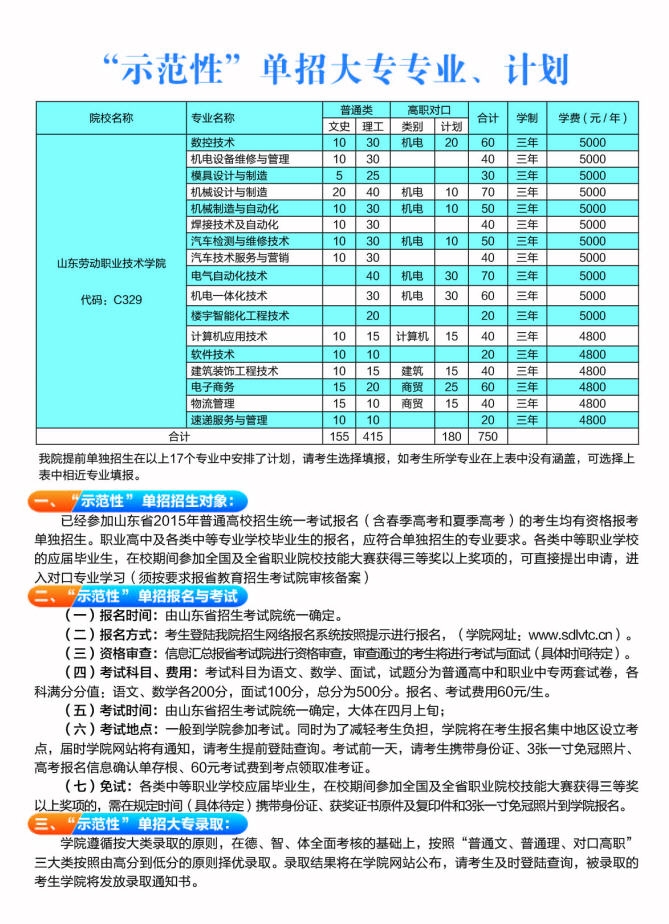 “示范性”单招大专专业、计划
院校名称 专业名称 普通类 高职对口 合计 学制 学费(元/年)
文史 理工 类别 计划
山东劳动职业技术学院
代码：C329
数控技术 10 30 机电 20 60 三年 5000
机电设备维修与管理 10 30 40 三年 5000
模具设计与制造 5 25 30 三年 5000
机械设计与制造 20 40 机电 10 70 三年 5000
机械制造与自动化 10 30 机电 10 50 三年 5000
焊接技术及自动化 10 30 40 三年 5000
汽车检测与维修技术 10 30 机电 10 50 三年 5000
汽车技术服务与营销 10 30 40 三年 5000
电气自动化技术 40 机电 30 70 三年 5000
机电一体化技术 30 机电 30 60 三年 5000
楼宇智能化工程技术 20 20 三年 5000
计算机应用技术 10 15 计算机 15 40 三年 4800
软件技术 10 10 20 三年 4800
建筑装饰工程技术 10 15 建筑 15 40 三年 4800
电子商务 15 20 商贸 25 60 三年 4800
物流管理 15 10 商贸 15 40 三年 4800
速递服务与管理 10 10 20 三年 4800
合计 155 415 180 750
我院提前单独招生在以上17个专业中安排了计划，请考生选择填报，如考生所学专业在上表中没有涵盖，可选择上
表中相近专业填报。
一、“示范性”单招招生对象：
已经参加山东省2015年普通高校招生统一考试报名（含春季高考和夏季高考）的考生均有资格报考
单独招生。职业高中及各类中等专业学校毕业生的报名，应符合单独招生的专业要求。各类中等职业学校
的应届毕业生，在校期间参加全国及全省职业院校技能大赛获得三等奖以上奖项的，可直接提出申请，进
入对口专业学习（须按要求报省教育招生考试院审核备案）
二、“示范性”单招报名与考试
（一）报名时间：由山东省招生考试院统一确定。
（二）报名方式：考生登陆我院招生网络报名系统按照提示进行报名，（学院网址：www.sdlvtc.cn）。
（三）资格审查：信息汇总报省考试院进行资格审查，审查通过的考生将进行考试与面试（具体时间待定）。
（四）考试科目、费用：考试科目为语文、数学、面试，试题分为普通高中和职业中专两套试卷，各
科满分分值：语文、数学各200分，面试100分，总分为500分。报名、考试费用60元/生。
（五）考试时间：由山东省招生考试院统一确定，大体在四月上旬；
（六）考试地点：一般到学院参加考试。同时为了减轻考生负担，学院将在考生报名集中地区设立考
点，届时学院网站将有通知，请考生提前登陆查询。考试前一天，请考生携带身份证、3张一寸免冠照片、
高考报名信息确认单存根、60元考试费到考点领取准考证。
（七）免试：各类中等职业学校应届毕业生，在校期间参加全国及全省职业院校技能大赛获得三等奖
以上奖项的，需在规定时间（具体待定）携带身份证、获奖证书原件及复印件和3张一寸免冠照片到学院报名。
三、“示范性”单招大专录取：
学院遵循按大类录取的原则，在德、智、体全面考核的基础上，按照“普通文、普通理、对口高职”
三大类按照由高分到低分的原则择优录取。录取结果将在学院网站公布，请考生及时登陆查询，被录取的
考生学院将发放录取通知书。